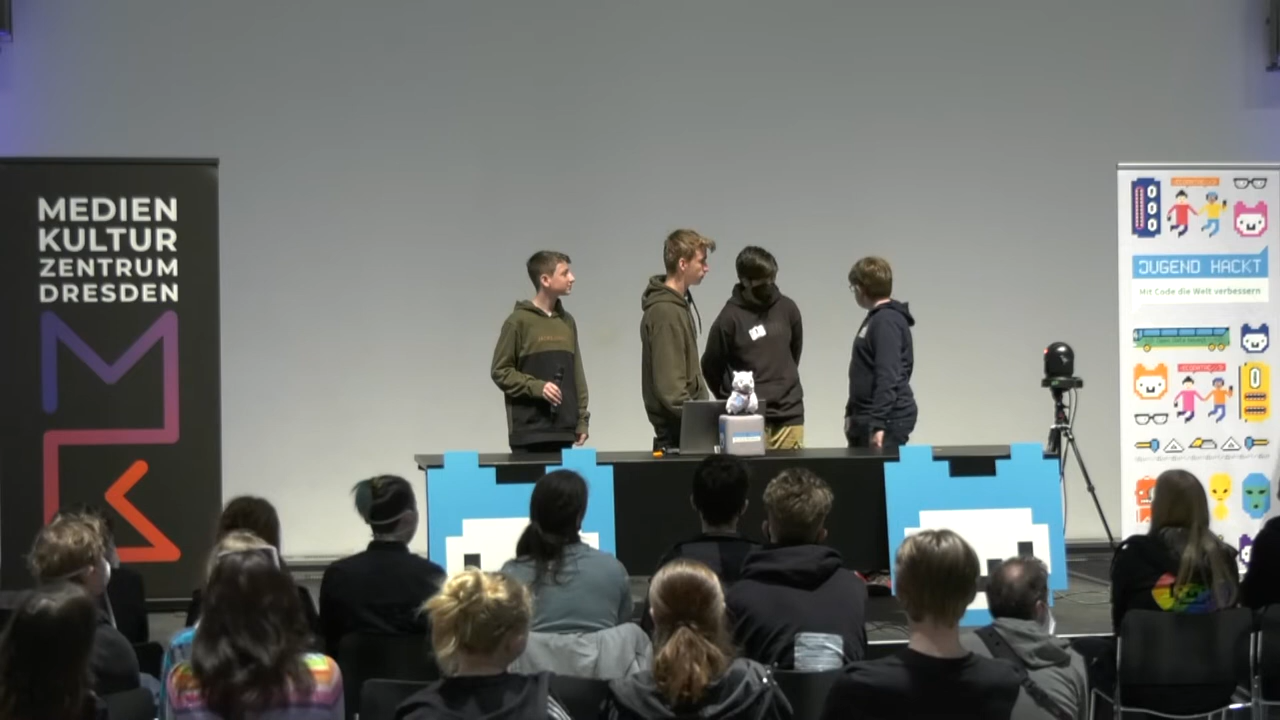 MEDIEN
KULTUR
ZENTRUM
DRESDEN
JUGEND HACKT
Mit Code die Welt verbessern